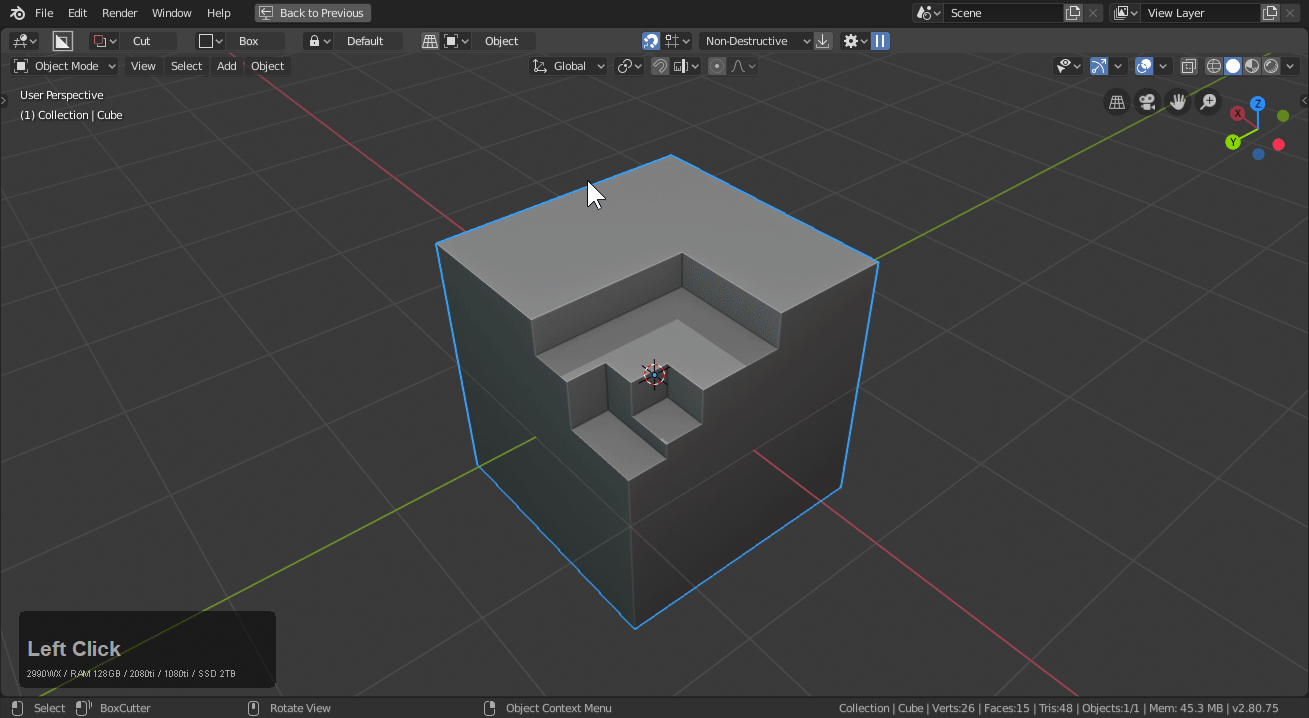 File Edit Render Window Help Back to Previous Scene View Layer
Cut Box Default Object Non-Destructive
Object Mode View Select Add Object Global
User Perspective
(1) Collection | Cube
Z
X
Y
Left Click
2990WX / RAM 128GB / 2080ti / 1080ti / SSD 2TB
Select BoxCutter Rotate View Object Context Menu Collection | Cube | Verts:26 | Faces:15 | Tris:48 | Objects:1/1 | Mem: 45.3 MB | v2.80.75